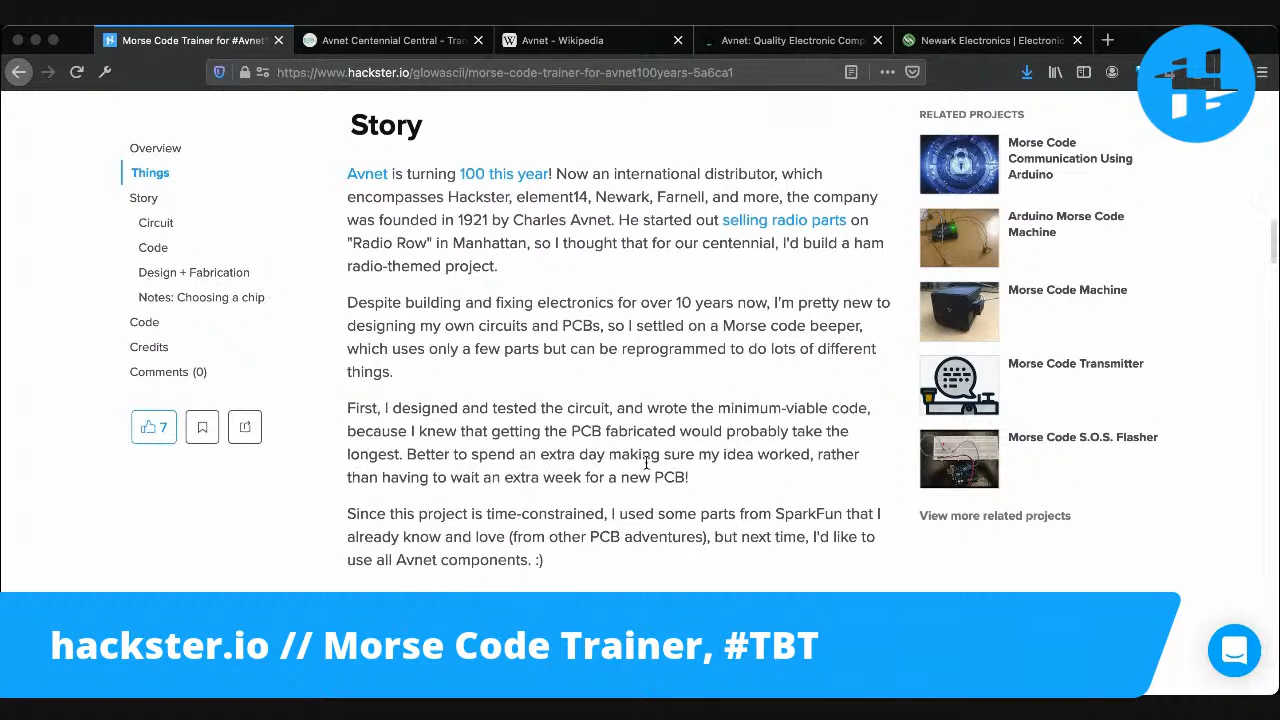 Morse Code Trainer for #Avnet
Avnet Centennial Central - Tran
Avnet - Wikipedia
Avnet: Quality Electronic Comp
Newark Electronics | Electronic
https://www.hackster.io/glowascii/morse-code-trainer-for-avnet100years-5a6ca1
Overview
Things
Story
Circuit
Code
Design + Fabrication
Notes: Choosing a chip
Code
Credits
Comments (0)
7
Story
Avnet is turning 100 this year! Now an international distributor, which
encompasses Hackster, element14, Newark, Farnell, and more, the company
was founded in 1921 by Charles Avnet. He started out selling radio parts on
"Radio Row" in Manhattan, so I thought that for our centennial, I'd build a ham
radio-themed project.
Despite building and fixing electronics for over 10 years now, I'm pretty new to
designing my own circuits and PCBs, so I settled on a Morse code beeper,
which uses only a few parts but can be reprogrammed to do lots of different
things.
First, I designed and tested the circuit, and wrote the minimum-viable code,
because I knew that getting the PCB fabricated would probably take the
longest. Better to spend an extra day making sure my idea worked, rather
than having to wait an extra week for a new PCB!
Since this project is time-constrained, I used some parts from SparkFun that I
already know and love (from other PCB adventures), but next time, I'd like to
use all Avnet components. :)
RELATED PROJECTS
Morse Code
Communication Using
Arduino
Arduino Morse Code
Machine
Morse Code Machine
Morse Code Transmitter
Morse Code S.O.S. Flasher
View more related projects
hackster.io // Morse Code Trainer, #TBT